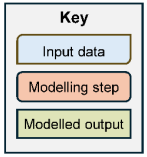 Key
Input data
Modelling step
Modelled output